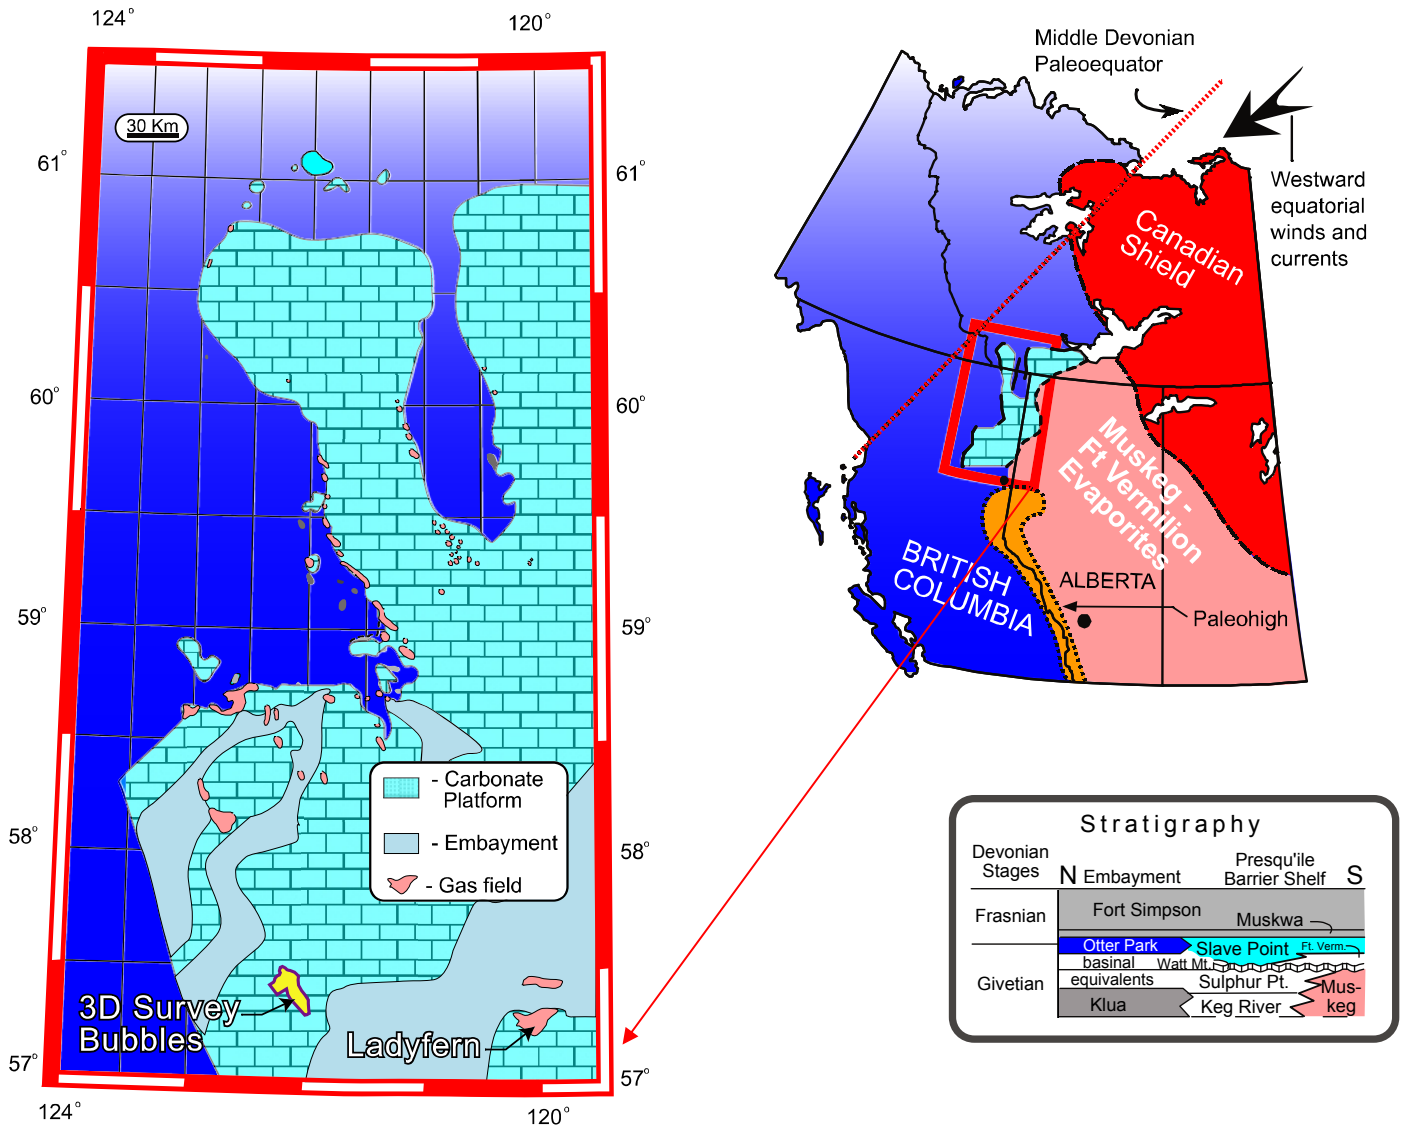 124°
120°
30 Km
61°
61°
60°
60°
59°
59°
58°
58°
57°
57°
124°
120°
- Carbonate
Platform
- Embayment
- Gas field
3D Survey
Bubbles
Ladyfern
Middle Devonian
Paleoequator
Westward
equatorial
winds and
currents
Canadian
Shield
Muskeg -
Ft Vermilion
Evaporites
BRITISH
COLUMBIA
ALBERTA
Paleohigh
Stratigraphy
Devonian
Stages
N Embayment
Presqu'ile
Barrier Shelf S
Frasnian
Fort Simpson
Muskwa
Givetian
Otter Park
Slave Point
Ft. Verm.
basinal
Watt Mt.
equivalents
Sulphur Pt.
Mus-
keg
Klua
Keg River